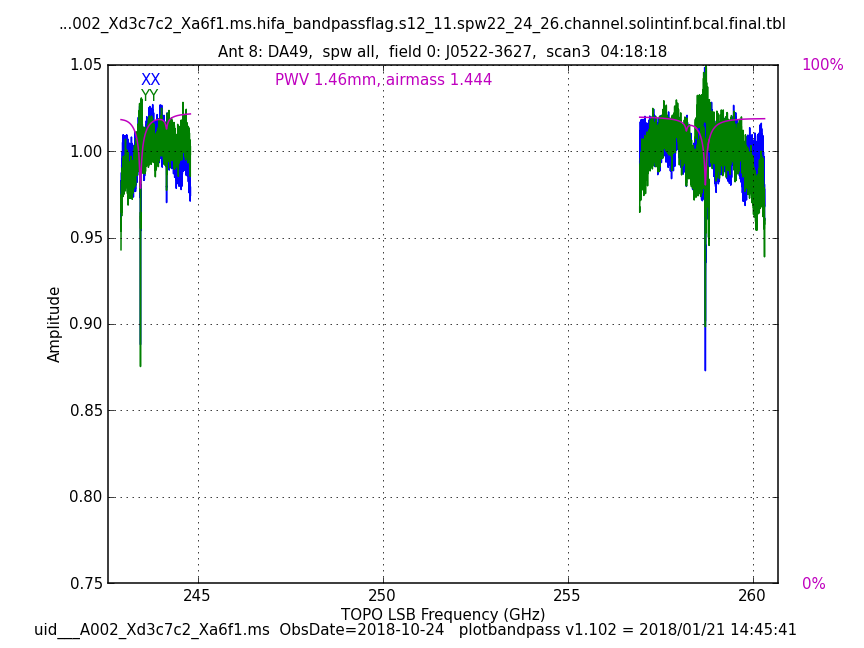 ...002_Xd3c7c2_Xa6f1.ms.hifa_bandpassflag.s12_11.spw22_24_26.channel.solintinf.bcal.final.tbl
Ant 8: DA49,  spw all,  field 0: J0522-3627,  scan3  04:18:18
1.05
100%
XX
PWV 1.46mm, airmass 1.444
YY
1.00
0.95
0.90
Amplitude
0.85
0.80
0.75
0%
245
250
255
260
TOPO LSB Frequency (GHz)
uid___A002_Xd3c7c2_Xa6f1.ms  ObsDate=2018-10-24   plotbandpass v1.102 = 2018/01/21 14:45:41